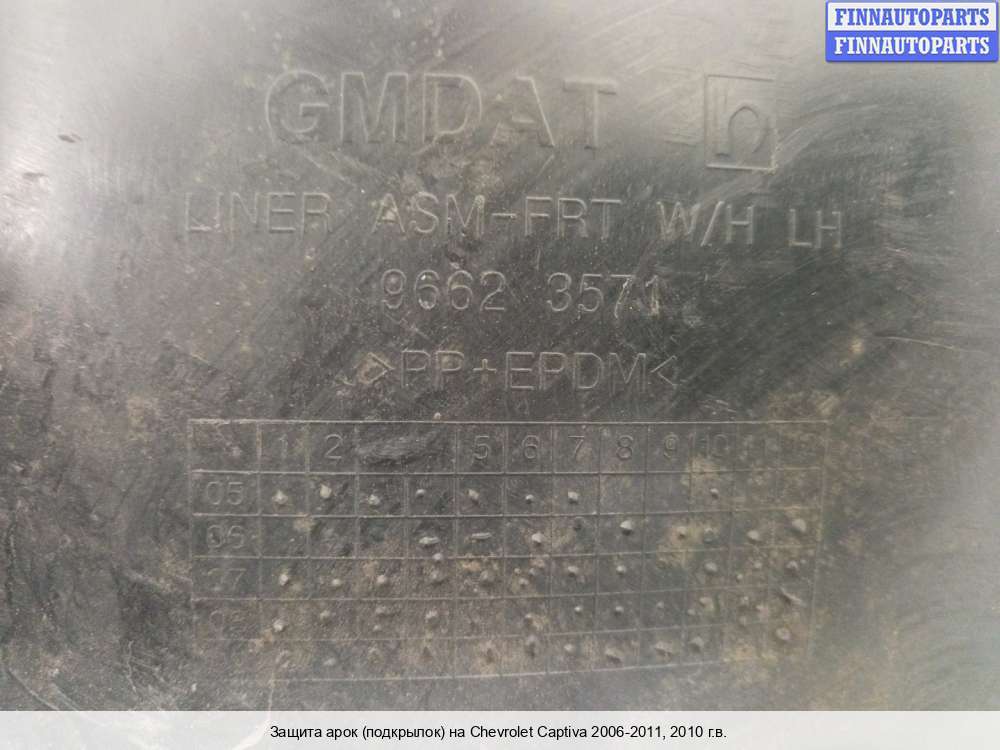 FINNAUTOPARTS
FINNAUTOPARTS
GMDAT
LINER ASM-FRT W/H LH
9662 3571
>PP+EPDM<
1 2 5 6 7 8 9 10 11
05
06
07
Защита арок (подкрылок) на Chevrolet Captiva 2006-2011, 2010 г.в.